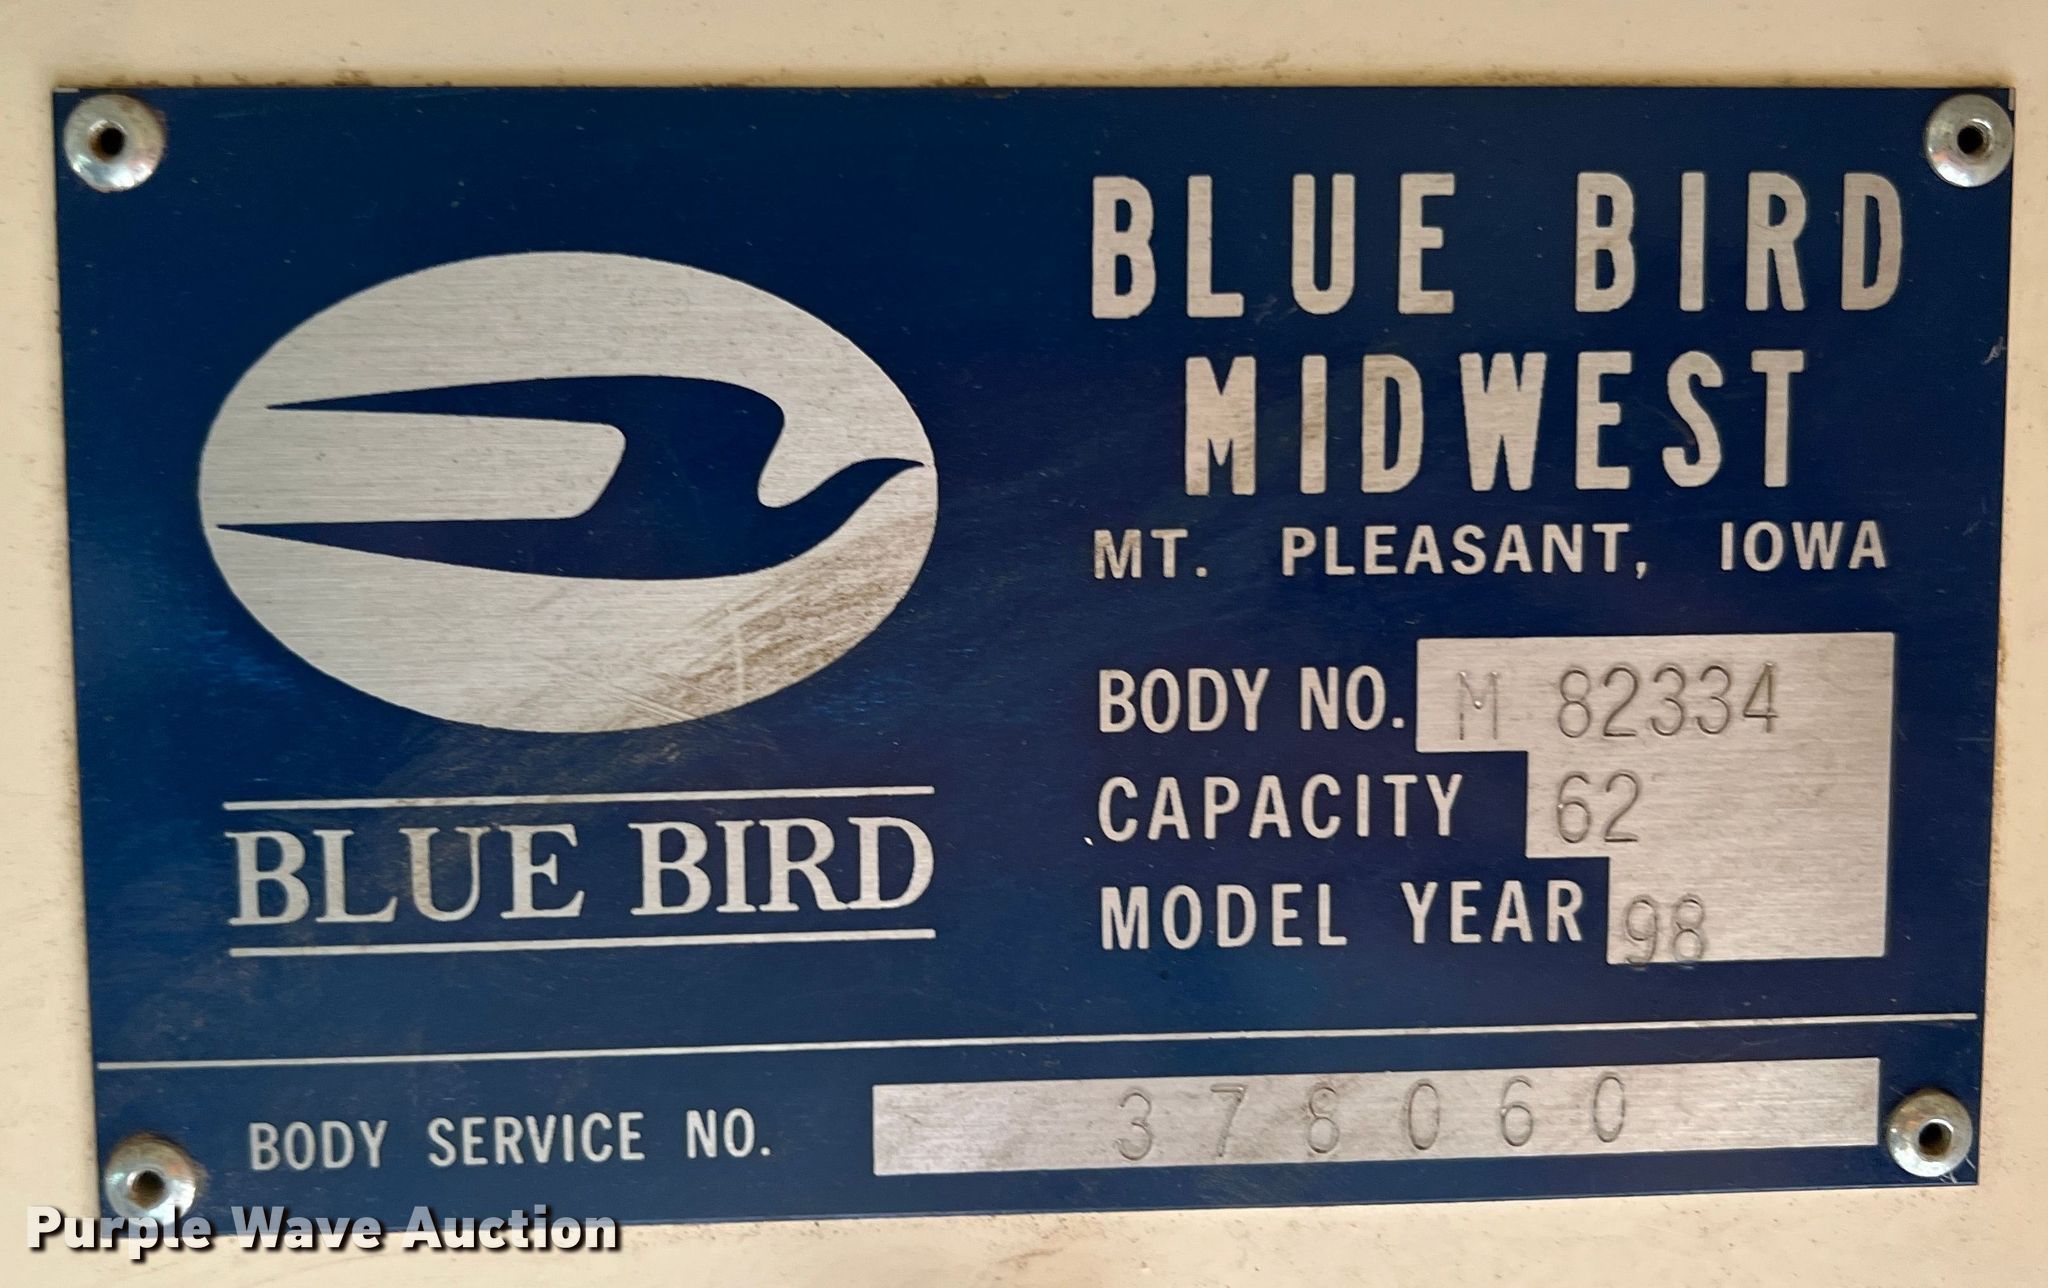 BLUE BIRD
MIDWEST
MT. PLEASANT, IOWA
BODY NO. M 82334
CAPACITY 62
MODEL YEAR 98
BLUE BIRD
BODY SERVICE NO. 378060
Purple Wave Auction